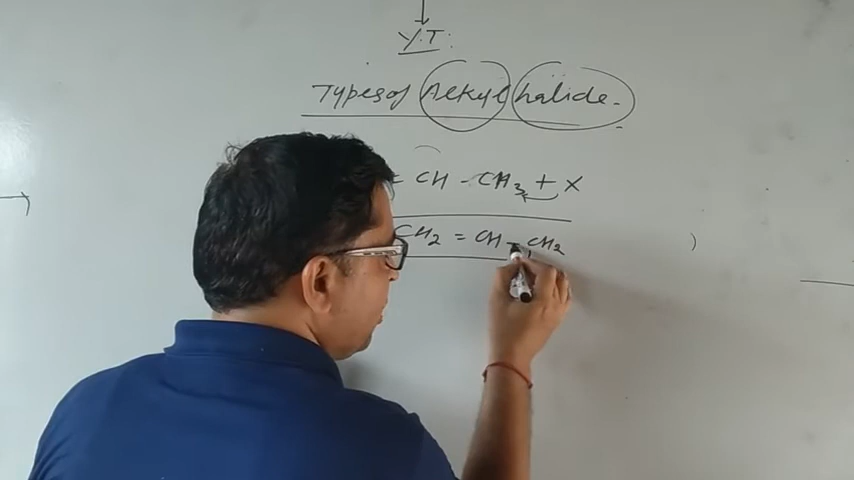 Y.T.
Types of Alkyl halide.
= CH - CH3 + X
CH2 = CH - CH2